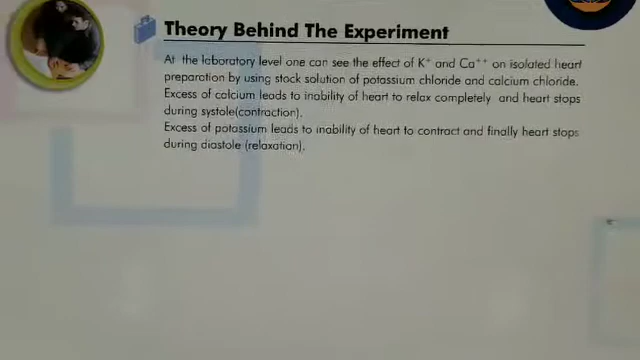 Theory Behind The Experiment
At the laboratory level one can see the effect of K⁺ and Ca⁺⁺ on isolated heart
preparation by using stock solution of potassium chloride and calcium chloride.
Excess of calcium leads to inability of heart to relax completely and heart stops
during systole(contraction).
Excess of potassium leads to inability of heart to contract and finally heart stops
during diastole (relaxation).